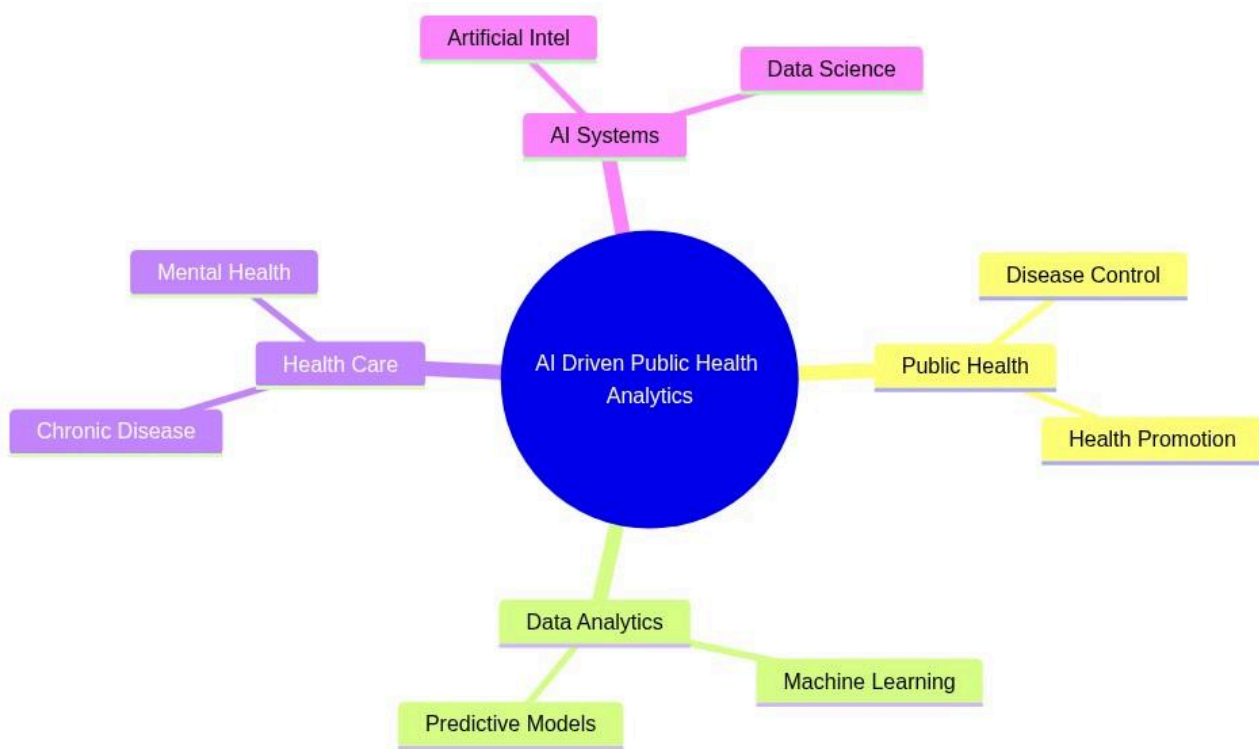 Artificial Intel
Data Science
AI Systems
Mental Health
Disease Control
Health Care
AI Driven Public Health
Analytics
Public Health
Chronic Disease
Health Promotion
Data Analytics
Machine Learning
Predictive Models